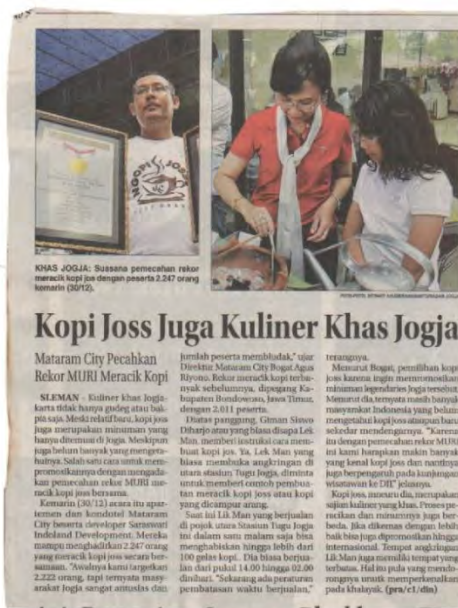 NGOPI JOSS
KHAS JOGJA: Suasana pemecahan rekor
meracik kopi jos dengan peserta 2.247 orang
kemarin (30/12).
Kopi Joss Juga Kuliner Khas Jogja
Mataram City Pecahkan
Rekor MURI Meracik Kopi
SLEMAN - Kuliner khas Jogja-
karta tidak hanya gudeg atau bak-
pia saja. Meski relatif baru, kopi joss
juga merupakan minuman yang
hanya ditemui di Jogja. Meskipun
juga belum banyak yang mengeta-
huinya. Salah satu cara untuk mem-
promosikannya dengan mengada-
kan pemecahan rekor MURI me-
racik kopi joss bersama.
Kemarin (30/12) acara itu apar-
temen dan kondotel Mataram
City beserta developer Saraswati
Indoland Development. Mereka
mampu menghadirkan 2.247 orang
yang meracik kopi joss secara ber-
samaan. "Awalnya kami targetkan
2.222 orang, tapi ternyata masy-
arakat Jogja sangat antusias dan
jumlah peserta membludak," ujar
Direktur Mataram City Bogat Agus
Riyono. Rekor meracik kopi terba-
nyak sebelumnya, dipegang Ka-
bupaten Bondowoso, Jawa Timur,
dengan 2.011 peserta.
Diatas panggung, Giman Siswo
Diharjo atau yang biasa disapa Lek
Man, memberi instruksi cara mem-
buat kopi jos. Ya, Lek Man yang
biasa membuka angkringan di
utara stasiun Tugu Jogja, diminta
untuk memberi contoh pembua-
tan meracik kopi joss atau kopi
yang dicampur arang.
Saat ini Lik Man yang berjualan
di pojok utara Stasiun Tugu Jogja
ini dalam satu malam saja bisa
menghabiskan hingga lebih dari
100 gelas kopi. Dia biasa berjua-
lan dari pukul 14.00 hingga 02.00
dinihari. "Sekarang ada peraturan
pembatasan waktu berjualan,"
terangnya.
Menurut Bogat, pemilihan kopi
joss karena ingin mempromosikan
minuman legendaries Jogja tersebut.
Menurut dia, ternyata masih banyak
masyarakat Indonesia yang belum
mengetahui kopi joss ataupun baru
sekedar mendengarnya. "Karena
itu dengan pemecahan rekor MURI
ini kami harapkan makin banyak
yang kenal kopi joss dan nantinya
juga berpengaruh pada kunjungan
wisatawan ke DIY" jelasnya.
Kopi joss, menurut dia, merupakan
sajian kuliner yang khas. Proses pe-
racikan dan rasanya juga ber-
beda. Jika dikemas dengan lebih
baik bisa juga dipromosikan hingga
internasional. Tempat angkringan
Lik Man juga memiliki tempat yang
terbatas. Hal itu pula yang mendo-
rongnya untuk memperkenalkan
pada khalayak. (pra/c1/din)